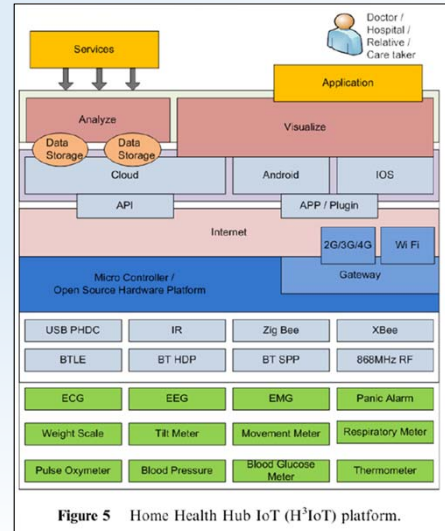 Doctor /
Hospital /
Relative /
Care taker
Services
Application
Analyze
Visualize
Data
Storage
Data
Storage
Cloud
Android
IOS
API
APP / Plugin
Internet
2G/3G/4G
Wi Fi
Gateway
Micro Controller /
Open Source Hardware Platform
USB PHDC
IR
Zig Bee
XBee
BTLE
BT HDP
BT SPP
868MHz RF
ECG
EEG
EMG
Panic Alarm
Weight Scale
Tilt Meter
Movement Meter
Respiratory Meter
Pulse Oxymeter
Blood Pressure
Blood Glucose
Meter
Thermometer
Figure 5 Home Health Hub IoT (H³IoT) platform.